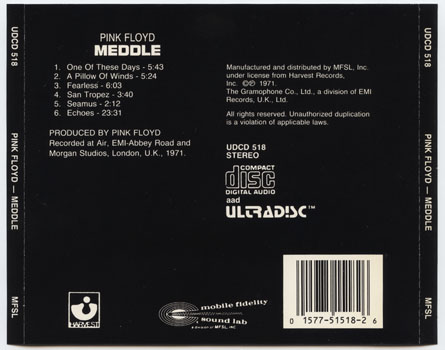 UDCD 518
PINK FLOYD — MEDDLE
MFSL
PINK FLOYD
MEDDLE
1. One Of These Days - 5:43
2. A Pillow Of Winds - 5:24
3. Fearless - 6:03
4. San Tropez - 3:40
5. Seamus - 2:12
6. Echoes - 23:31
PRODUCED BY PINK FLOYD
Recorded at Air, EMI-Abbey Road and
Morgan Studios, London, U.K., 1971.
Manufactured and distributed by MFSL, Inc.
under license from Harvest Records,
Inc. ©℗ 1971.
The Gramophone Co., Ltd., a division of EMI
Records, U.K., Ltd.
All rights reserved. Unauthorized duplication
is a violation of applicable laws.
UDCD 518
STEREO
COMPACT
disc
DIGITAL AUDIO
aad
ULTRADISC™
HARVEST
mobile fidelity
sound lab
A DIVISION OF MFSL, INC.
0 1577-51518-2 6
UDCD 518
PINK FLOYD — MEDDLE
MFSL